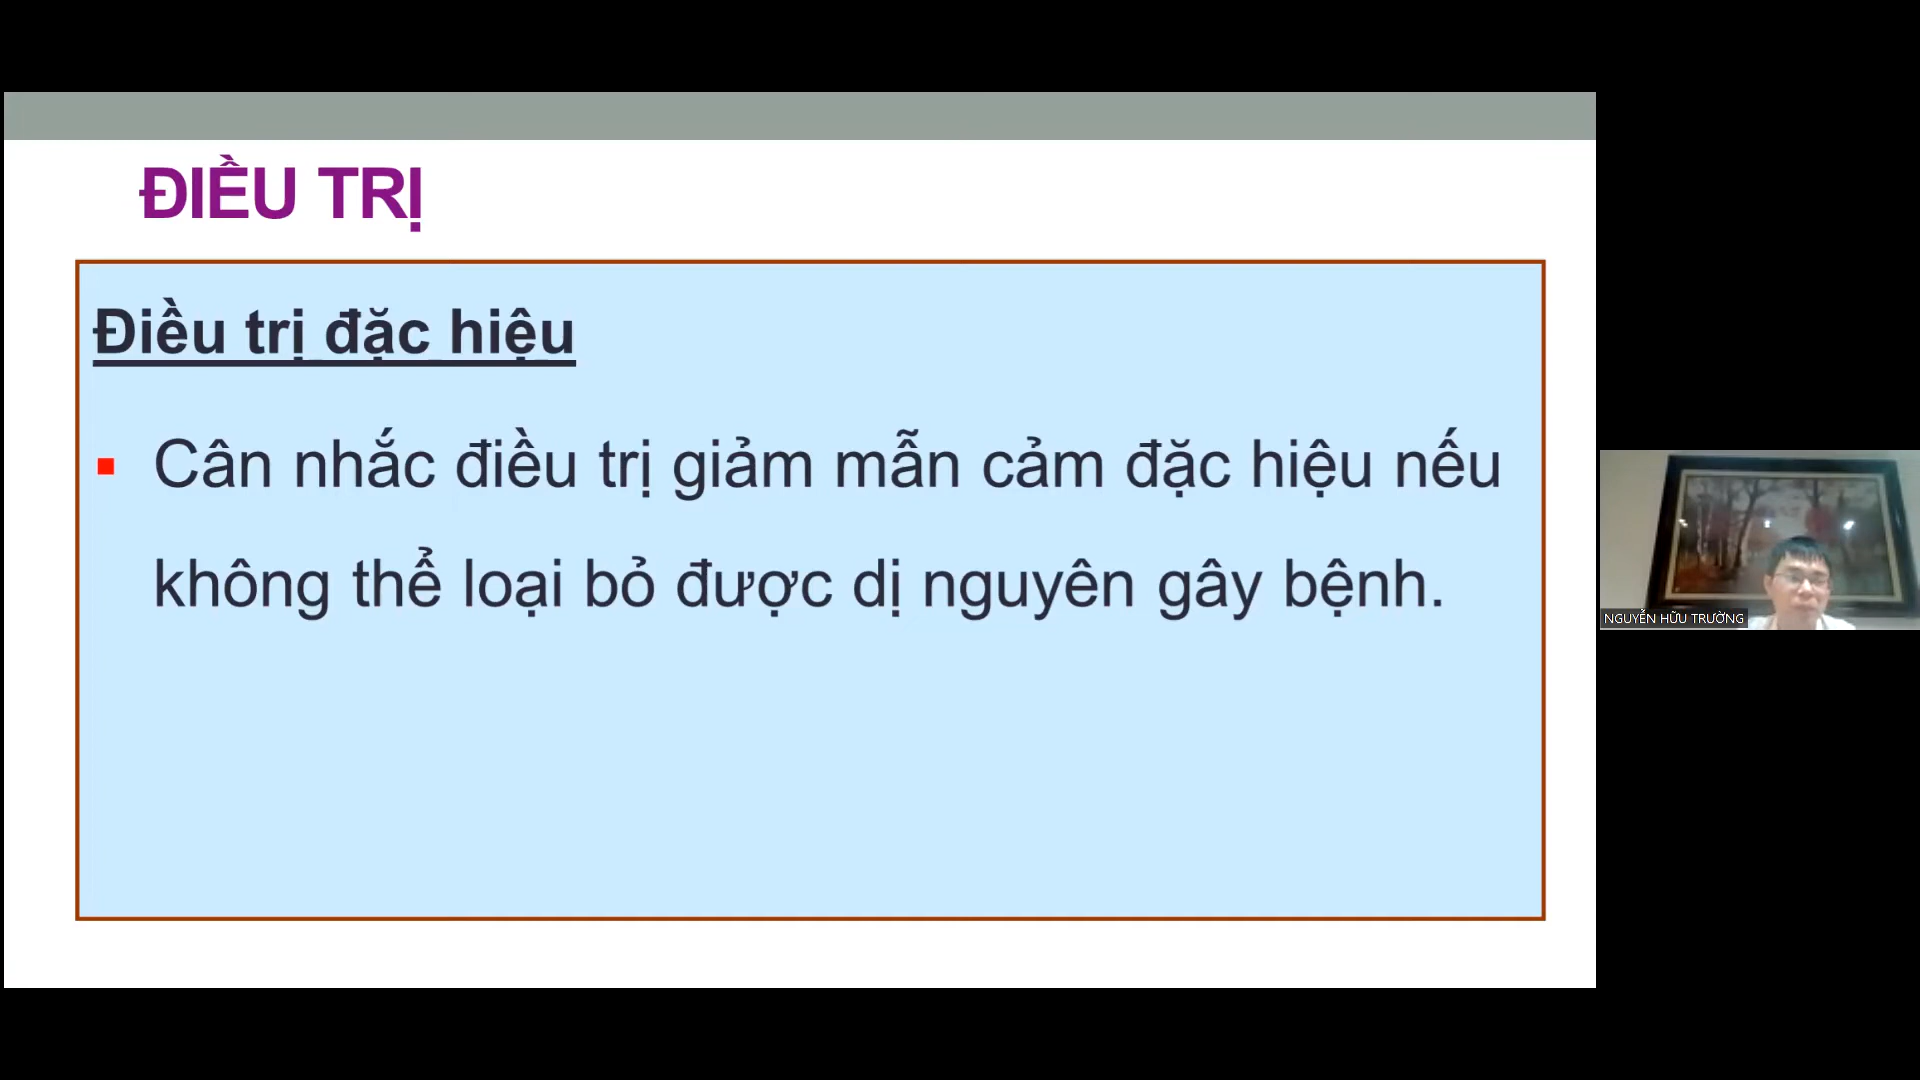 ĐIỀU TRỊ
Điều trị đặc hiệu
▪ Cân nhắc điều trị giảm mẫn cảm đặc hiệu nếu
không thể loại bỏ được dị nguyên gây bệnh.
NGUYỄN HỮU TRƯỜNG